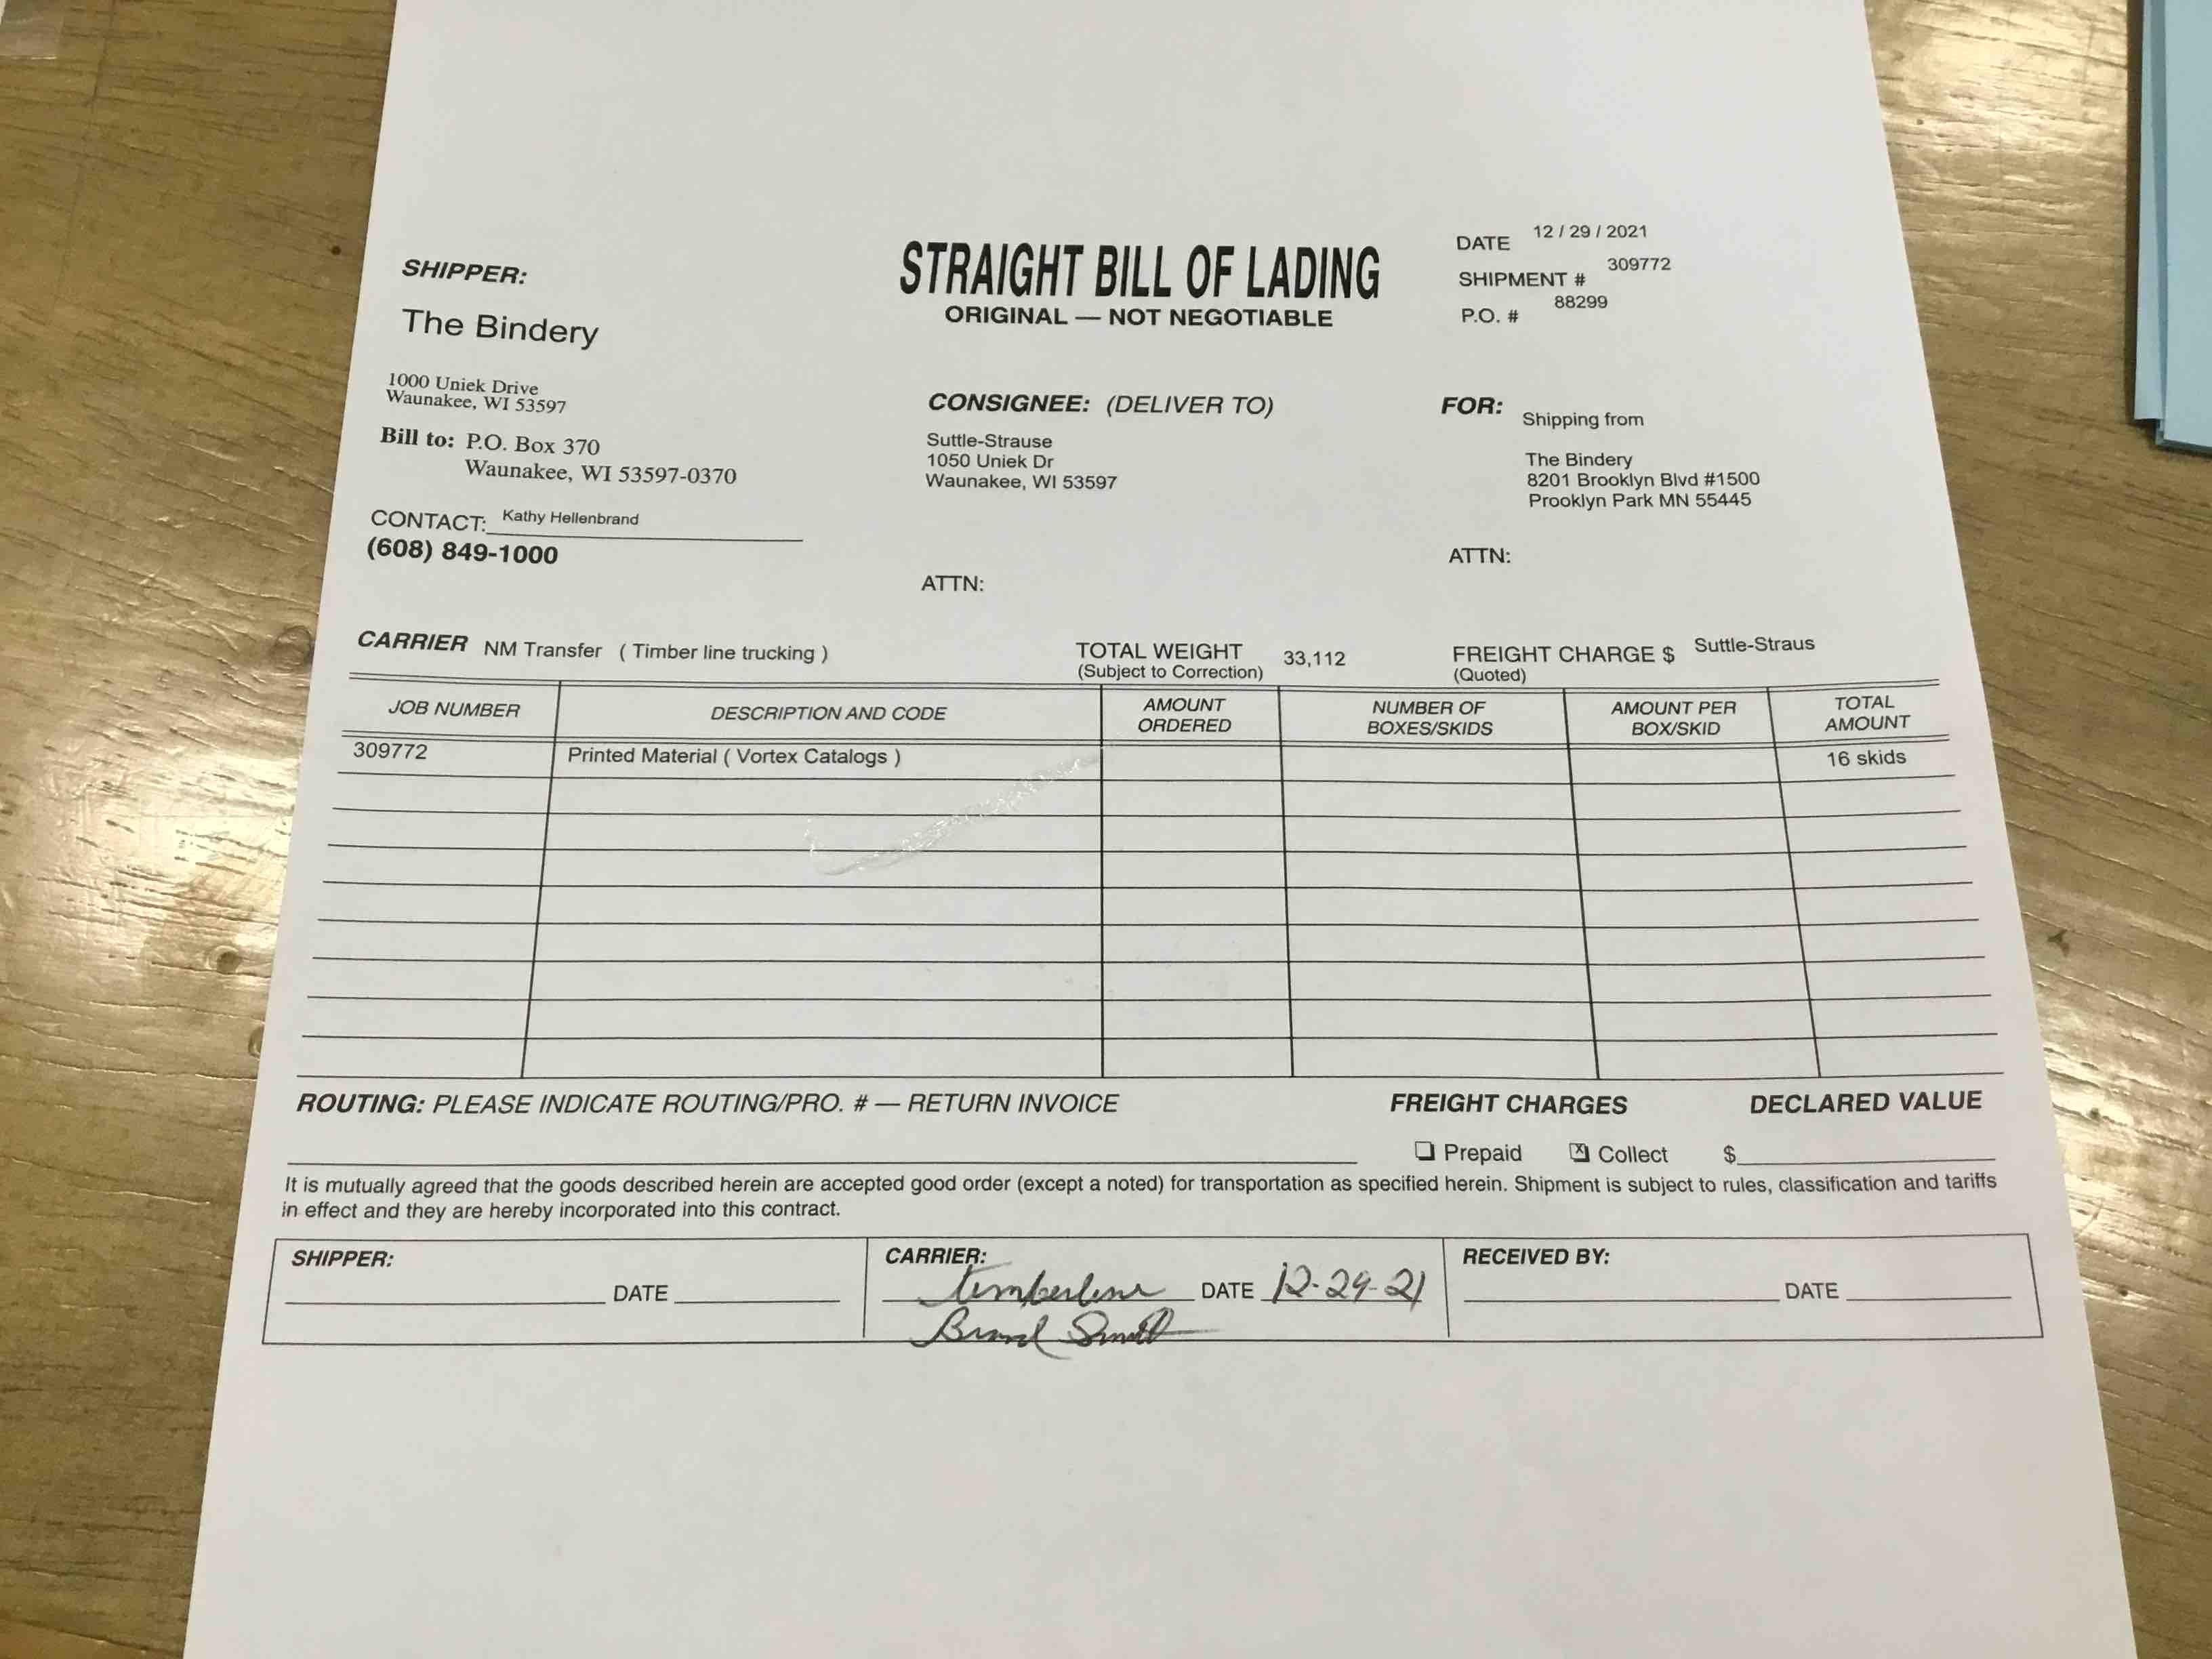 STRAIGHT BILL OF LADING
ORIGINAL — NOT NEGOTIABLE
DATE 12 / 29 / 2021
SHIPMENT # 309772
P.O. # 88299
SHIPPER:
The Bindery
1000 Uniek Drive
Waunakee, WI 53597
Bill to: P.O. Box 370
Waunakee, WI 53597-0370
CONTACT: Kathy Hellenbrand
(608) 849-1000
CONSIGNEE: (DELIVER TO)
Suttle-Strause
1050 Uniek Dr
Waunakee, WI 53597
ATTN:
FOR: Shipping from
The Bindery
8201 Brooklyn Blvd #1500
Prooklyn Park MN 55445
ATTN:
CARRIER NM Transfer ( Timber line trucking )
TOTAL WEIGHT 33,112
(Subject to Correction)
FREIGHT CHARGE $ Suttle-Straus
(Quoted)
JOB NUMBER DESCRIPTION AND CODE AMOUNT ORDERED NUMBER OF BOXES/SKIDS AMOUNT PER BOX/SKID TOTAL AMOUNT
309772 Printed Material ( Vortex Catalogs ) 16 skids
ROUTING: PLEASE INDICATE ROUTING/PRO. # — RETURN INVOICE
FREIGHT CHARGES DECLARED VALUE
Prepaid Collect $
It is mutually agreed that the goods described herein are accepted good order (except a noted) for transportation as specified herein. Shipment is subject to rules, classification and tariffs
in effect and they are hereby incorporated into this contract.
SHIPPER:
DATE
CARRIER:
Timberline DATE 12-29-21
Smith
RECEIVED BY:
DATE